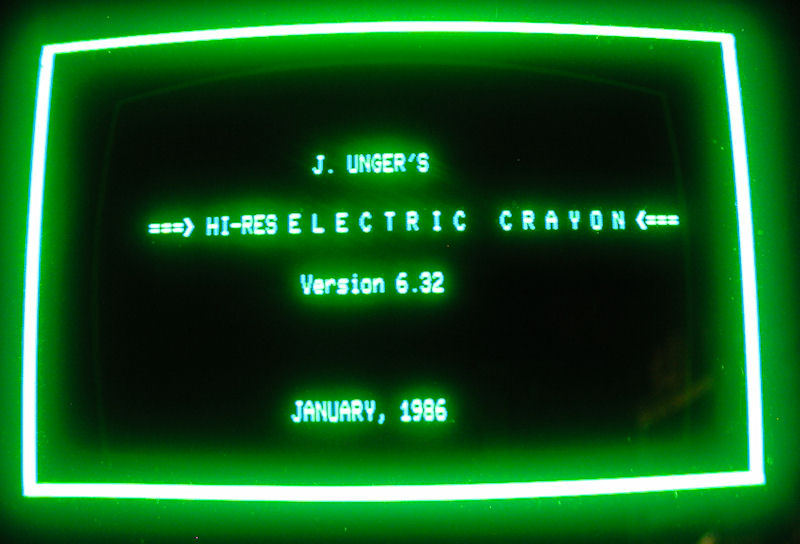 J. UNGER'S
===> HI-RES E L E C T R I C   C R A Y O N <===
Version 6.32
JANUARY, 1986